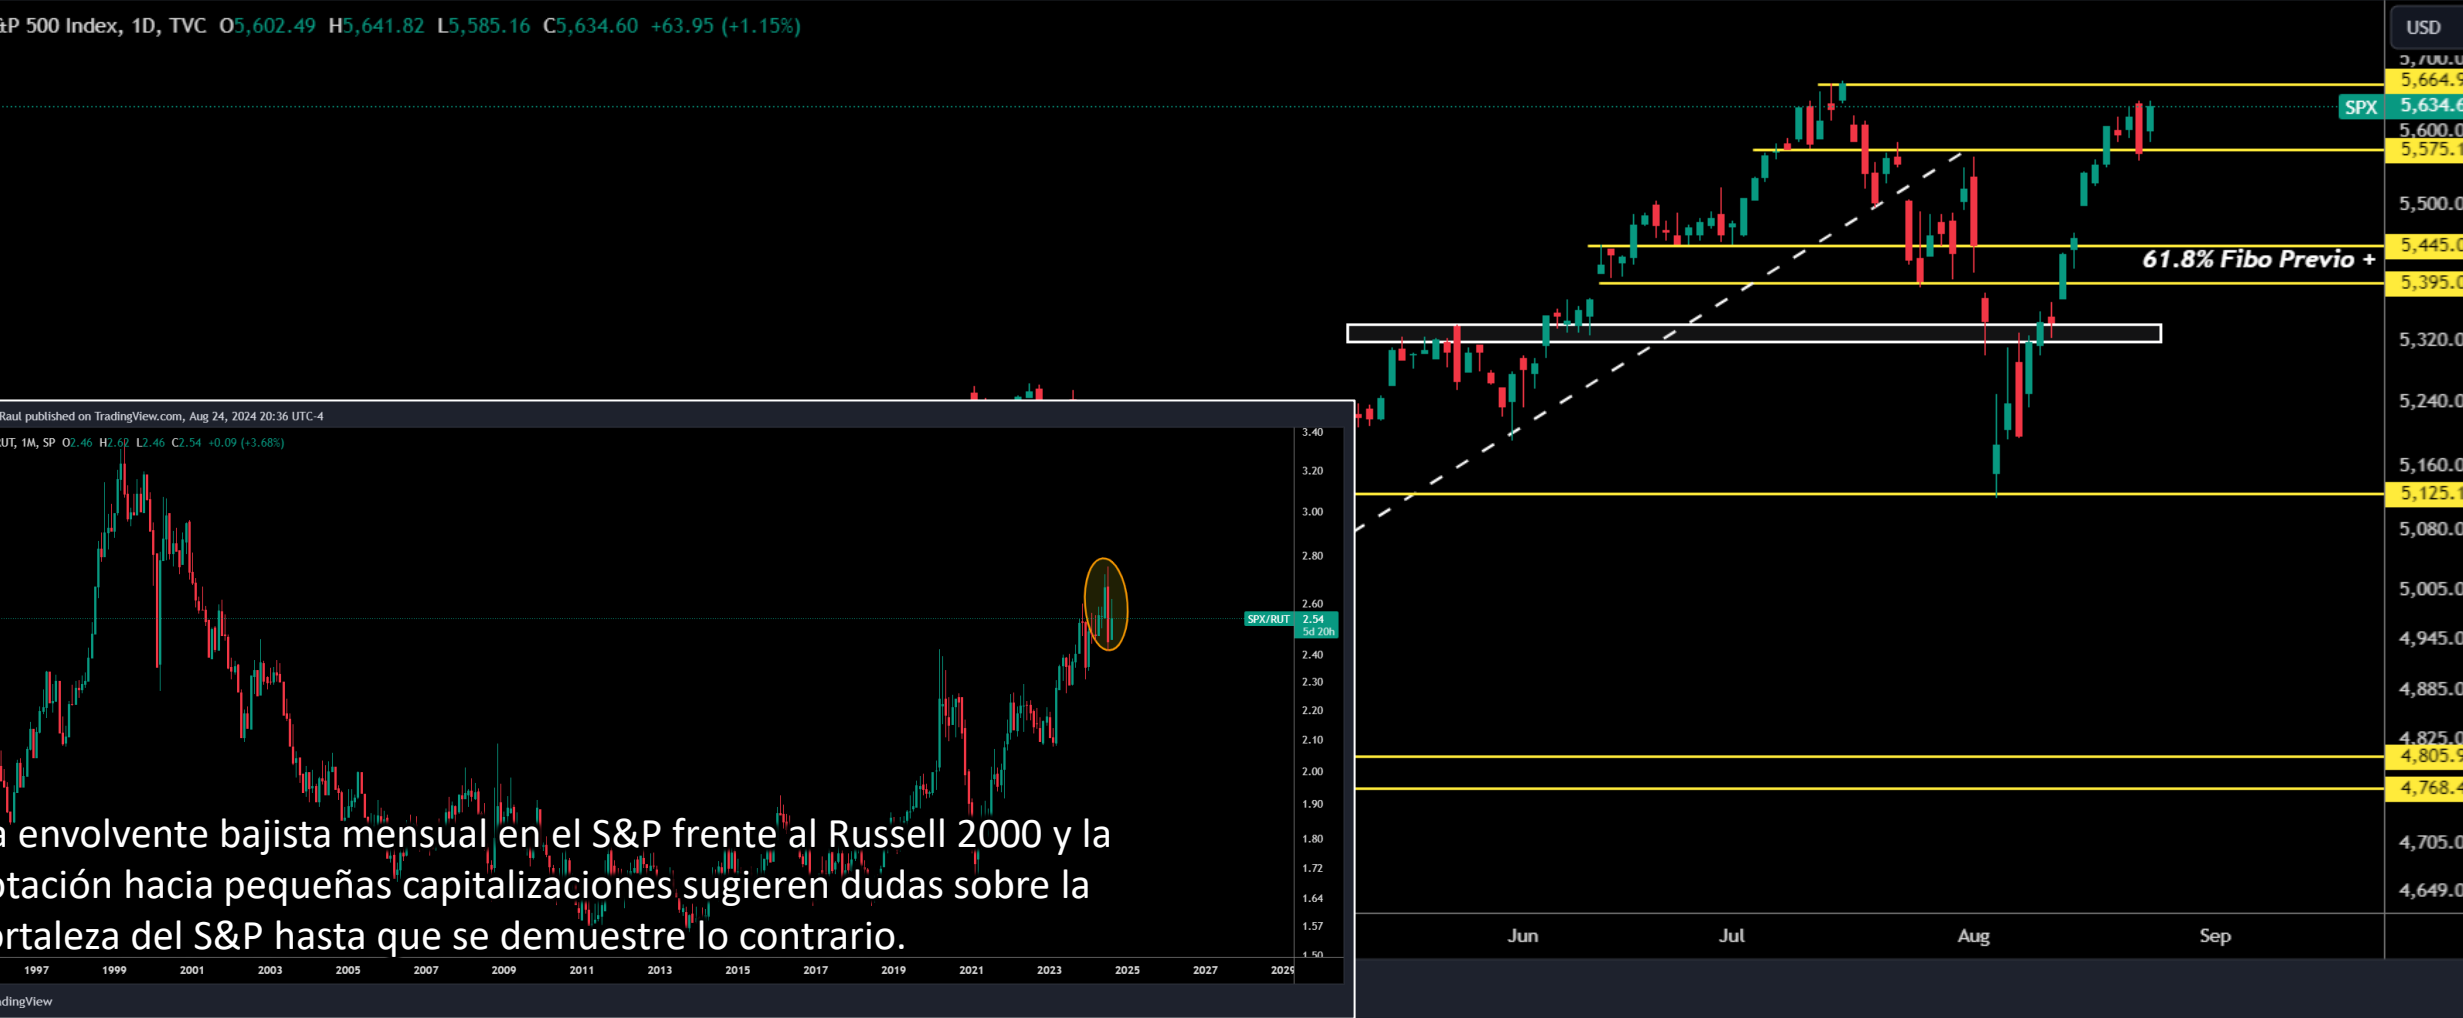 &P 500 Index, 1D, TVC O5,602.49 H5,641.82 L5,585.16 C5,634.60 +63.95 (+1.15%)
USD
5,700.0
5,664.9
SPX 5,634.6
5,600.0
5,575.1
5,500.0
5,445.0
61.8% Fibo Previo +
5,395.0
5,320.0
5,240.0
5,160.0
5,125.1
5,080.0
5,005.0
4,945.0
4,885.0
4,825.0
4,805.9
4,768.4
4,705.0
4,649.0
Jun Jul Aug Sep
Raul published on TradingView.com, Aug 24, 2024 20:36 UTC-4
UT, 1M, SP O2.46 H2.62 L2.46 C2.54 +0.09 (+3.68%)
3.40
3.20
3.00
2.80
2.60
SPX/RUT 2.54
5d 20h
2.40
2.30
2.20
2.10
2.00
1.90
1.80
1.72
1.64
1.57
1.50
a envolvente bajista mensual en el S&P frente al Russell 2000 y la
otación hacia pequeñas capitalizaciones sugieren dudas sobre la
ortaleza del S&P hasta que se demuestre lo contrario.
1997 1999 2001 2003 2005 2007 2009 2011 2013 2015 2017 2019 2021 2023 2025 2027 2029
adingView